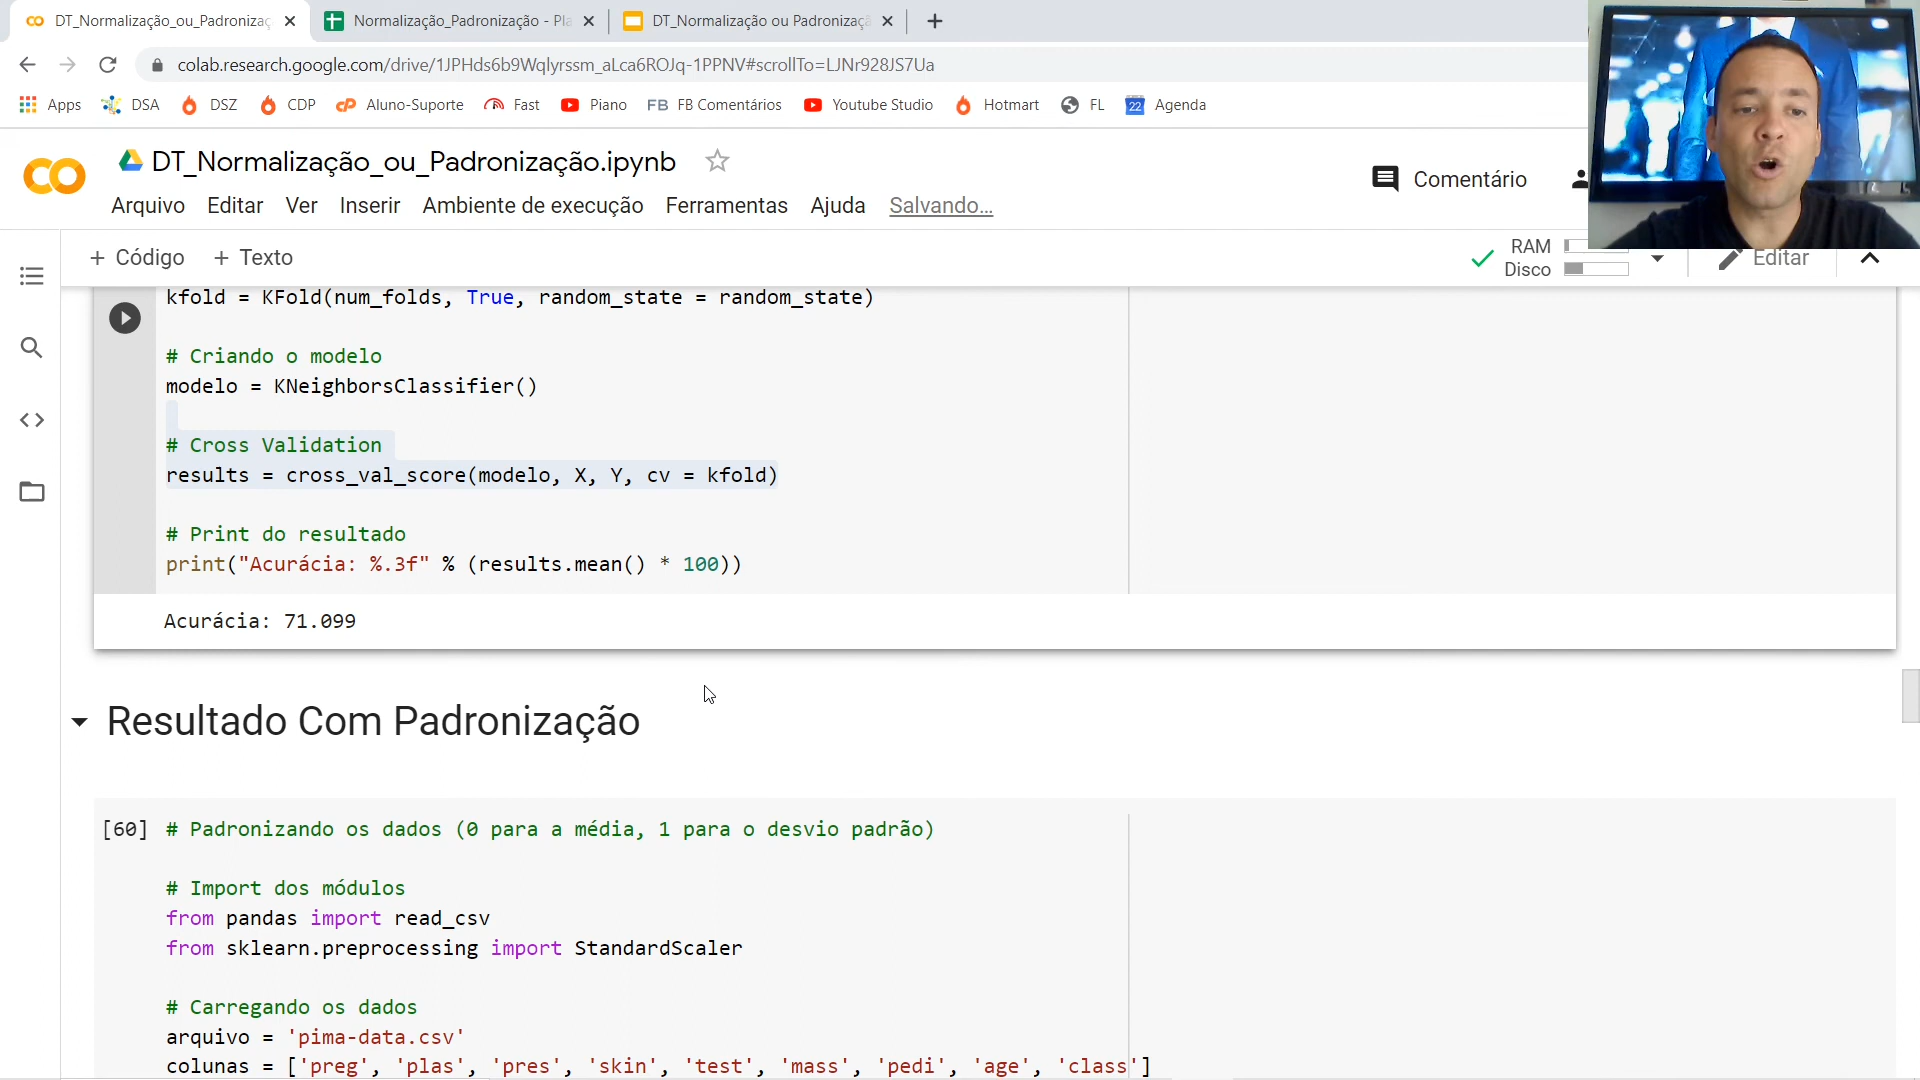 DT_Normalização_ou_Padronizaç
Normalização_Padronização - Pla
DT_Normalização ou Padronizaçã
colab.research.google.com/drive/1JPHds6b9Wqlyrssm_aLca6ROJq-1PPNV#scrollTo=LJNr928JS7Ua
Apps DSA DSZ CDP Aluno-Suporte Fast Piano FB FB Comentários Youtube Studio Hotmart FL 22 Agenda
DT_Normalização_ou_Padronização.ipynb
Comentário
Arquivo Editar Ver Inserir Ambiente de execução Ferramentas Ajuda Salvando...
+ Código + Texto
RAM
Disco
Editar
kfold = KFold(num_folds, True, random_state = random_state)
# Criando o modelo
modelo = KNeighborsClassifier()
# Cross Validation
results = cross_val_score(modelo, X, Y, cv = kfold)
# Print do resultado
print("Acurácia: %.3f" % (results.mean() * 100))
Acurácia: 71.099
Resultado Com Padronização
[60] # Padronizando os dados (0 para a média, 1 para o desvio padrão)
# Import dos módulos
from pandas import read_csv
from sklearn.preprocessing import StandardScaler
# Carregando os dados
arquivo = 'pima-data.csv'
colunas = ['preg', 'plas', 'pres', 'skin', 'test', 'mass', 'pedi', 'age', 'class']